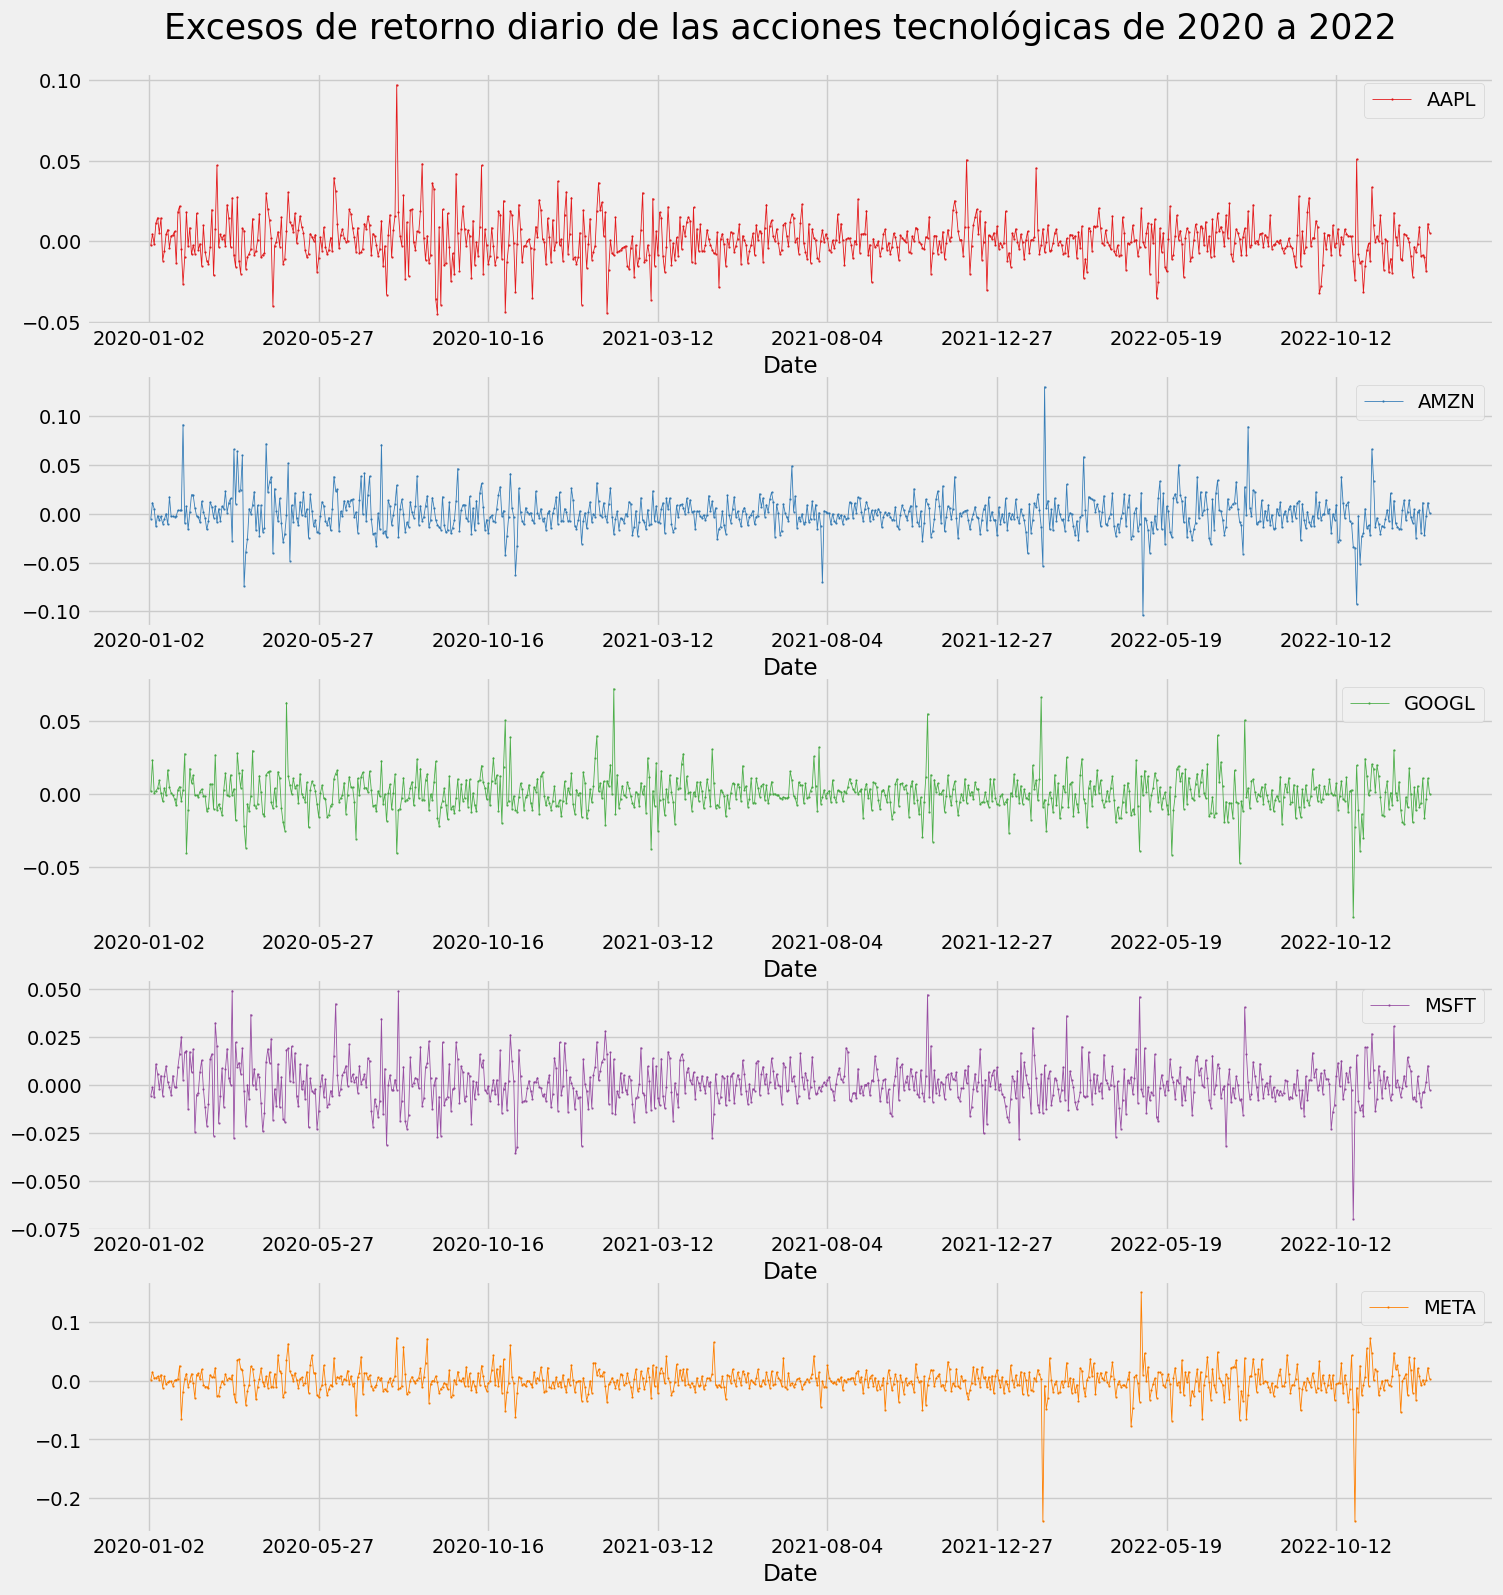 Excesos de retorno diario de las acciones tecnológicas de 2020 a 2022
AAPL
0.10
0.05
0.00
−0.05
2020-01-02 2020-05-27 2020-10-16 2021-03-12 2021-08-04 2021-12-27 2022-05-19 2022-10-12
Date
AMZN
0.10
0.05
0.00
−0.05
−0.10
2020-01-02 2020-05-27 2020-10-16 2021-03-12 2021-08-04 2021-12-27 2022-05-19 2022-10-12
Date
GOOGL
0.05
0.00
−0.05
2020-01-02 2020-05-27 2020-10-16 2021-03-12 2021-08-04 2021-12-27 2022-05-19 2022-10-12
Date
MSFT
0.050
0.025
0.000
−0.025
−0.050
−0.075
2020-01-02 2020-05-27 2020-10-16 2021-03-12 2021-08-04 2021-12-27 2022-05-19 2022-10-12
Date
META
0.1
0.0
−0.1
−0.2
2020-01-02 2020-05-27 2020-10-16 2021-03-12 2021-08-04 2021-12-27 2022-05-19 2022-10-12
Date